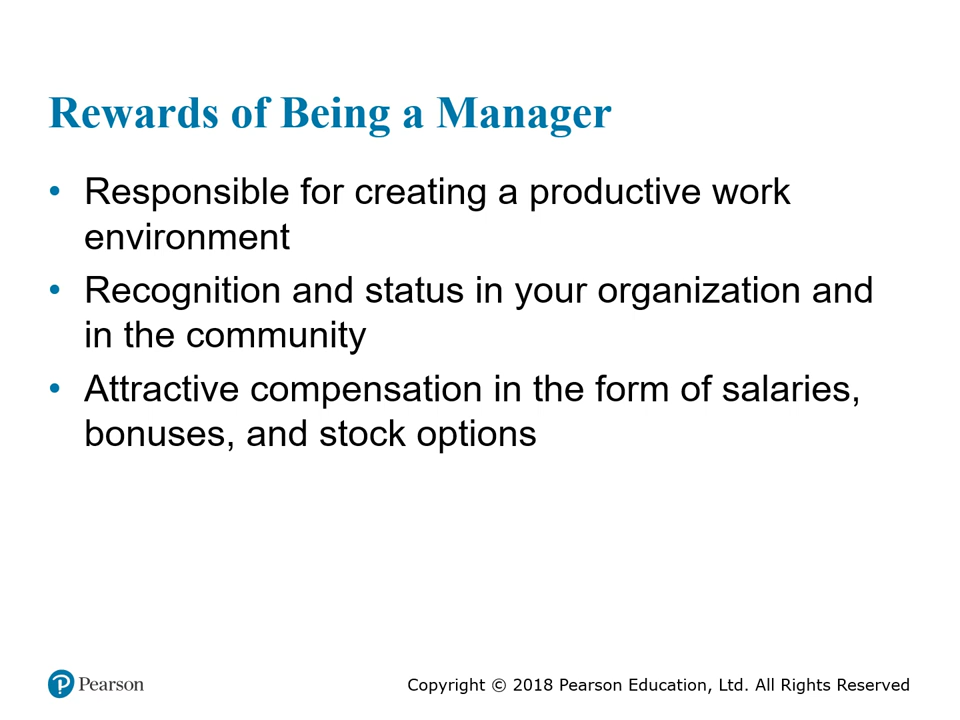 Rewards of Being a Manager
• Responsible for creating a productive work
environment
• Recognition and status in your organization and
in the community
• Attractive compensation in the form of salaries,
bonuses, and stock options
Pearson
Copyright © 2018 Pearson Education, Ltd. All Rights Reserved